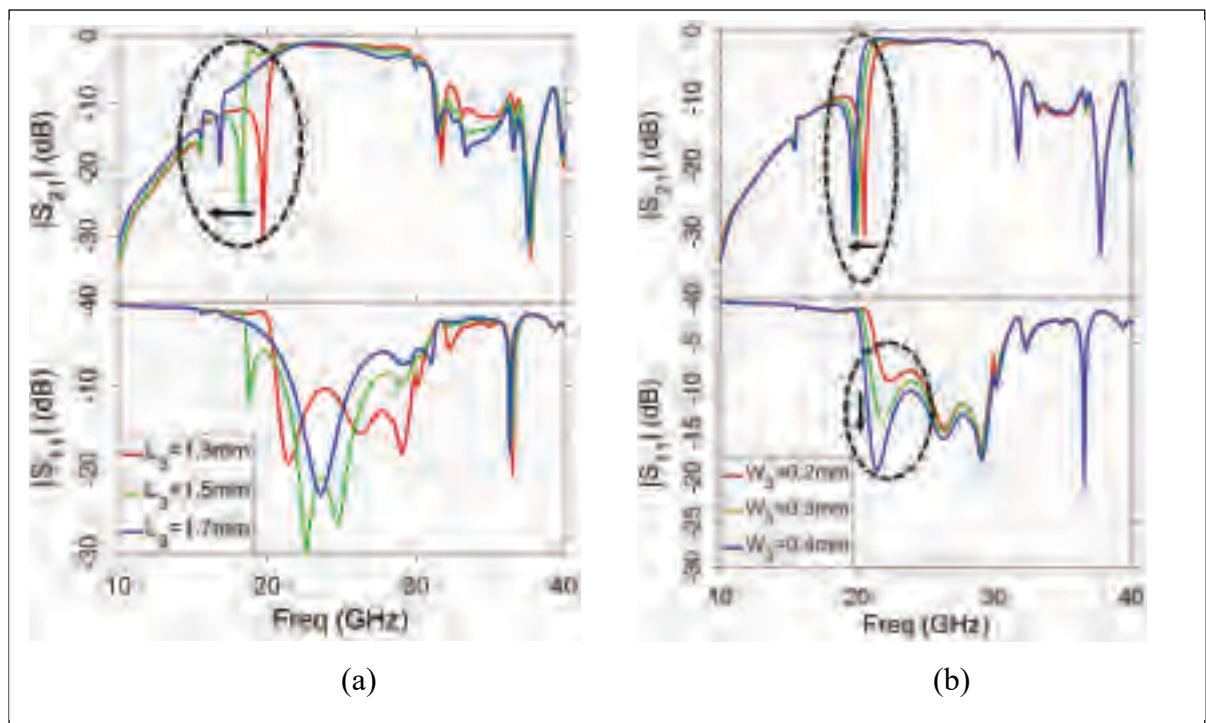 0
-10
-20
-30
-40
|S21| (dB)
-10
-20
-30
|S11| (dB)
L3=1.3mm
L3=1.5mm
L3=1.7mm
10 20 30 40
Freq (GHz)
(a)
0
-10
-20
-30
-40
|S21| (dB)
-5
-10
-15
-20
-25
-30
|S11| (dB)
W3=0.2mm
W3=0.3mm
W3=0.4mm
10 20 30 40
Freq (GHz)
(b)